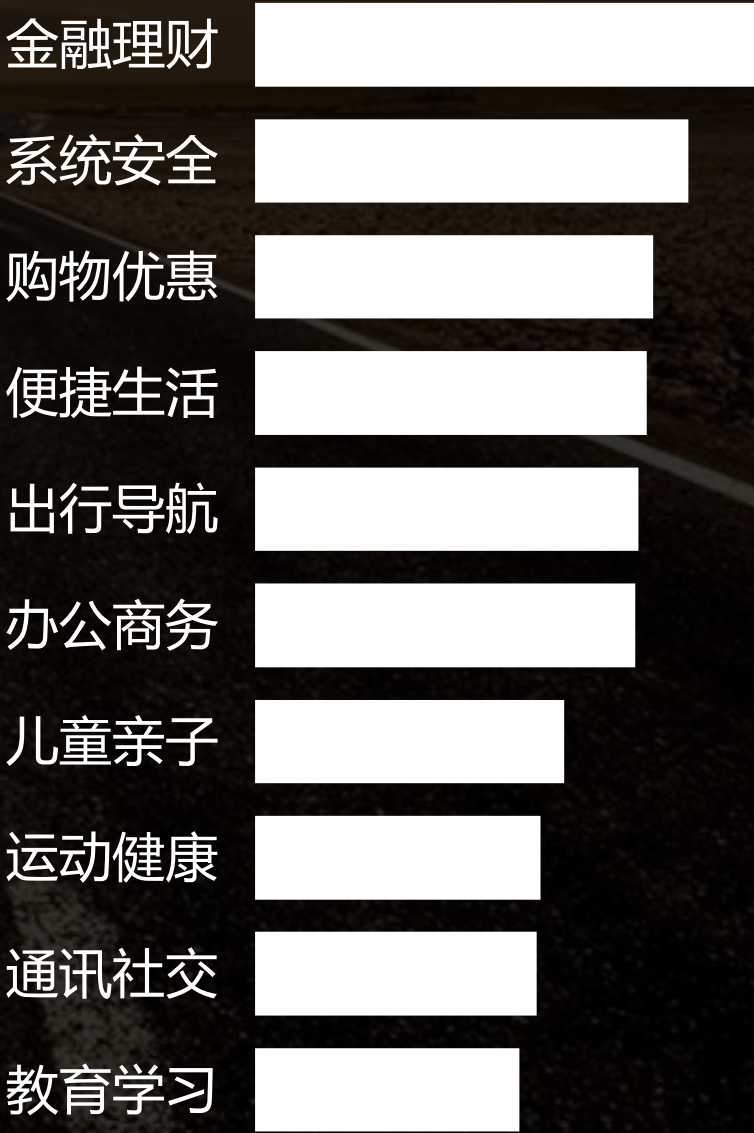 金融理财
系统安全
购物优惠
便捷生活
出行导航
办公商务
儿童亲子
运动健康
通讯社交
教育学习